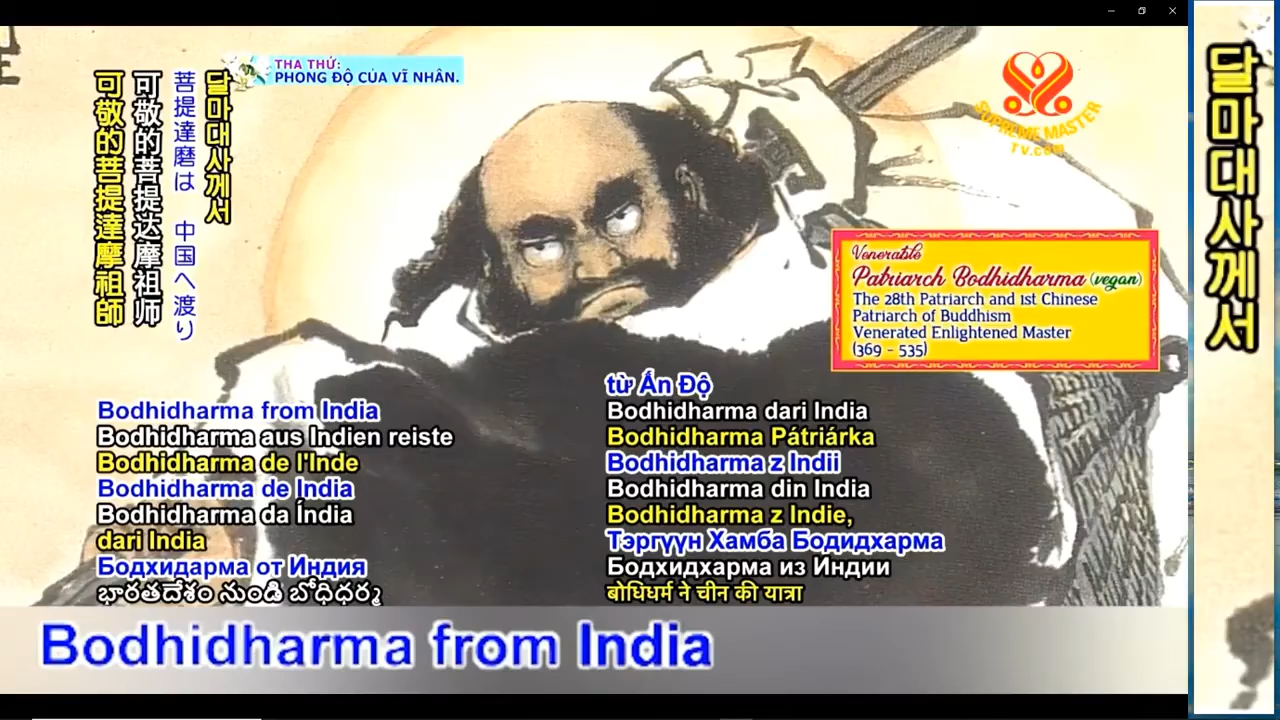 THA THỨ:
PHONG ĐỘ CỦA VĨ NHÂN.
SUPREME MASTER
TV.com
달마대사께서
菩提達磨は 中国へ渡り
可敬的菩提达摩祖师
可敬的菩提達摩祖師
Venerable
Patriarch Bodhidharma (vegan)
The 28th Patriarch and 1st Chinese
Patriarch of Buddhism
Venerated Enlightened Master
(369 - 535)
Bodhidharma from India
Bodhidharma aus Indien reiste
Bodhidharma de l'Inde
Bodhidharma de India
Bodhidharma da Índia
dari India
Бодхидарма от Индия
భారతదేశం నుండి బోధిధర్మ
từ Ấn Độ
Bodhidharma dari India
Bodhidharma Pátriárka
Bodhidharma z Indii
Bodhidharma din India
Bodhidharma z Indie,
Тэргүүн Хамба Бодидхарма
Бодхидхарма из Индии
बोधिधर्म ने चीन की यात्रा
Bodhidharma from India
달마대사께서